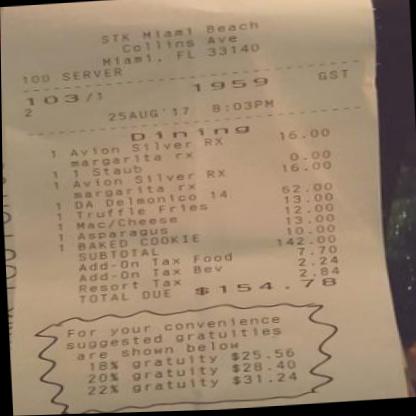 STK Miami Beach
Collins Ave
Miami, FL 33140
100 SERVER
103/1 1959 GST
2
25AUG'17 8:03PM
Dining
1 Avion Silver RX 16.00
margarita rx
1 1 Staub 0.00
1 Avion Silver RX 16.00
margarita rx
1 DA Delmonico 14 62.00
1 Truffle Fries 13.00
1 Mac/Cheese 12.00
1 Asparagus 13.00
1 BAKED COOKIE 10.00
SUBTOTAL 142.00
Add-On Tax Food 7.70
Add-On Tax Bev 2.24
Resort Tax 2.84
TOTAL DUE $154.78
For your convenience
suggested gratuities
are shown below
18% gratuity $25.56
20% gratuity $28.40
22% gratuity $31.24